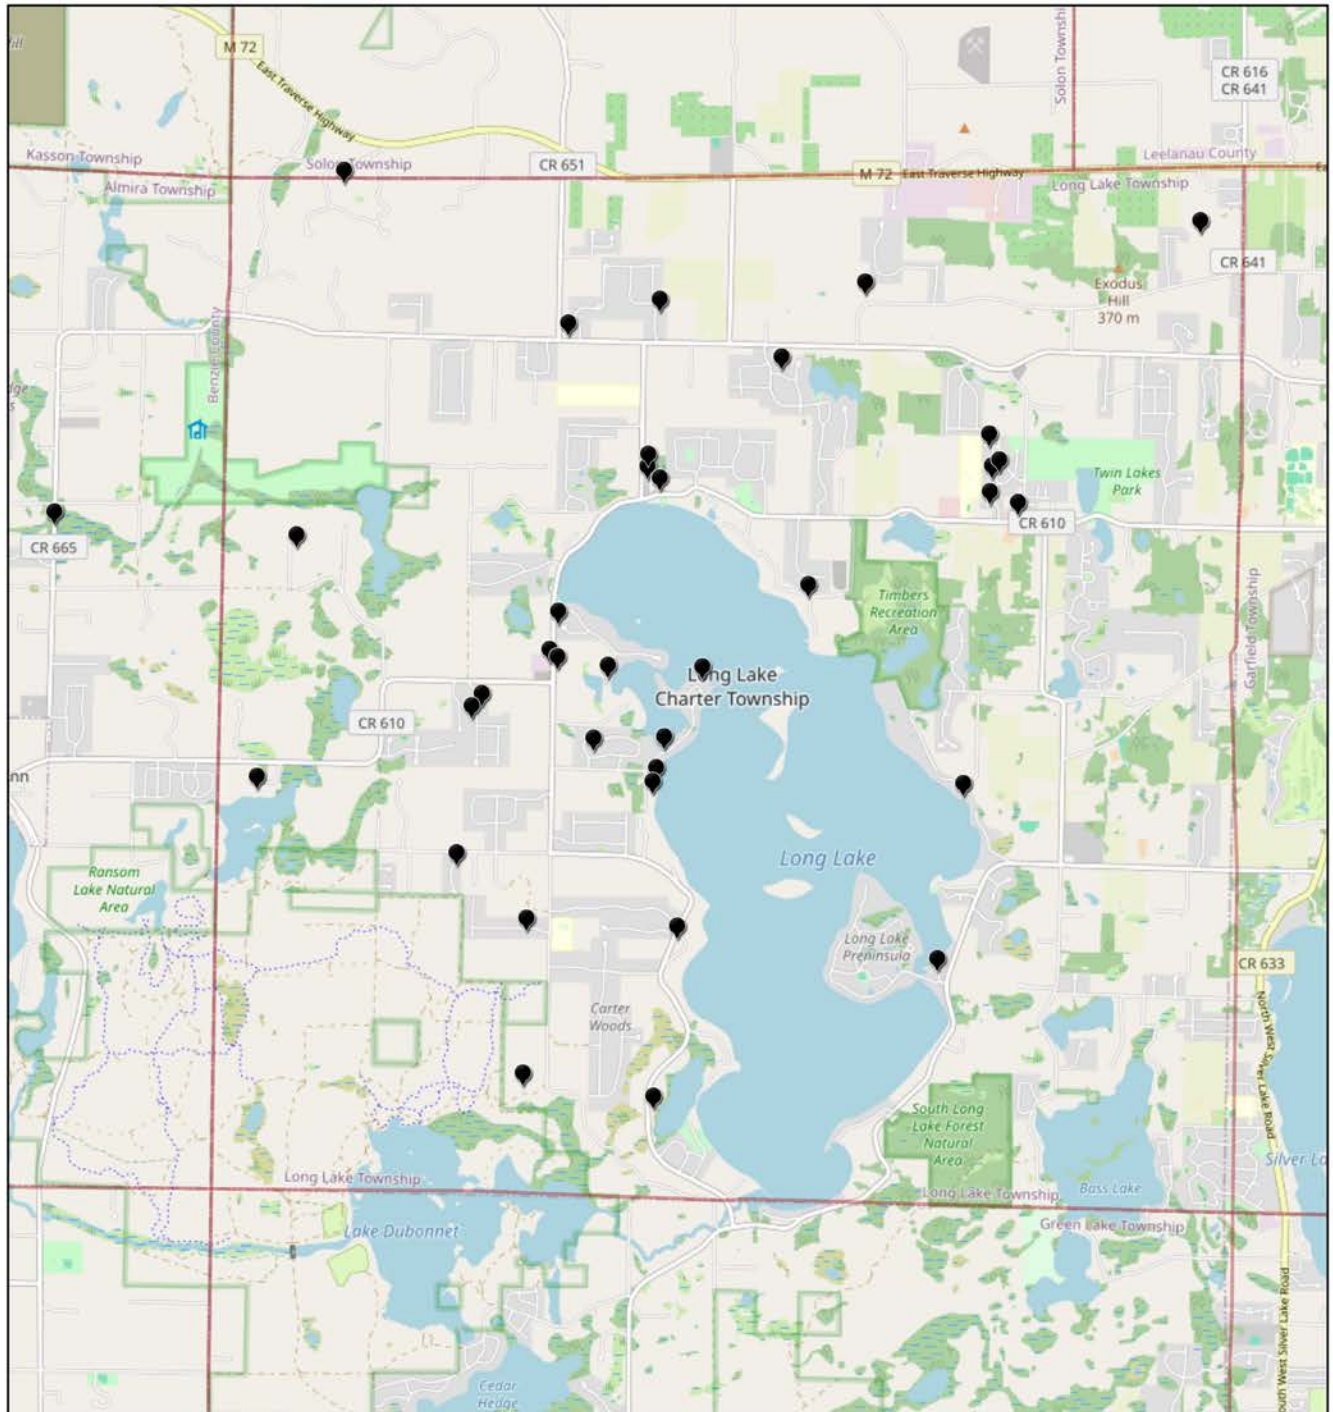 ill
M 72
East Traverse Highway
Solon Township
CR 616
CR 641
Kasson Township
Solon Township
CR 651
Leelanau County
Almira Township
M 72
East Traverse Highway
Long Lake Township
CR 641
Exodus
Hill
370 m
Benzie County
Twin Lakes
Park
CR 610
CR 665
Timbers
Recreation
Area
Garfield Township
Long Lake
Charter Township
CR 610
nn
Long Lake
Ransom
Lake Natural
Area
Long Lake
Preninsula
CR 633
Carter
Woods
North West Silver Lake Road
South Long
Lake Forest
Natural
Area
Long Lake Township
Bass Lake
Silver La
Long Lake Township
Green Lake Township
Lake Dubonnet
South West Silver Lake Road
Cedar
Hedge